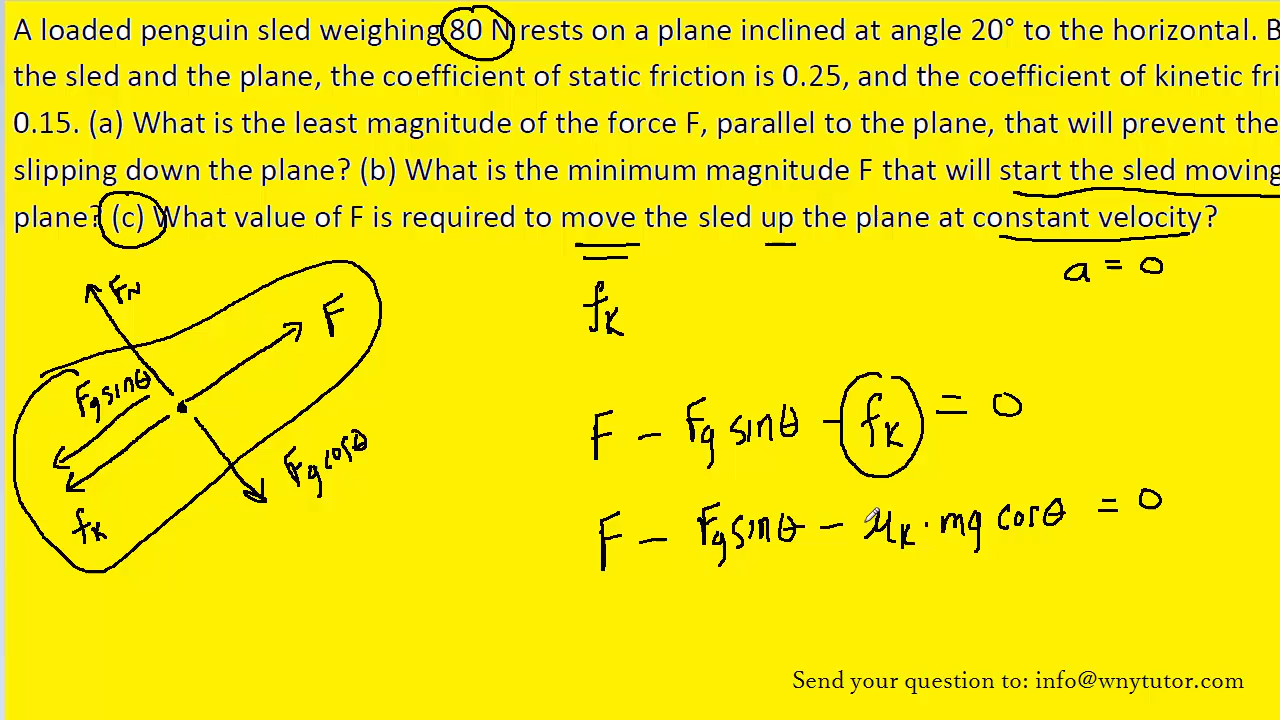 A loaded penguin sled weighing 80 N rests on a plane inclined at angle 20° to the horizontal.
the sled and the plane, the coefficient of static friction is 0.25, and the coefficient of kinetic fri
0.15. (a) What is the least magnitude of the force F, parallel to the plane, that will prevent the
slipping down the plane? (b) What is the minimum magnitude F that will start the sled moving
plane? (c) What value of F is required to move the sled up the plane at constant velocity?
a = 0
FN
F
fk
Fg sinθ
Fg cosθ
fk
F - Fg sinθ - fk = 0
F - Fg sinθ - μk · mg cosθ = 0
Send your question to: info@wnytutor.com